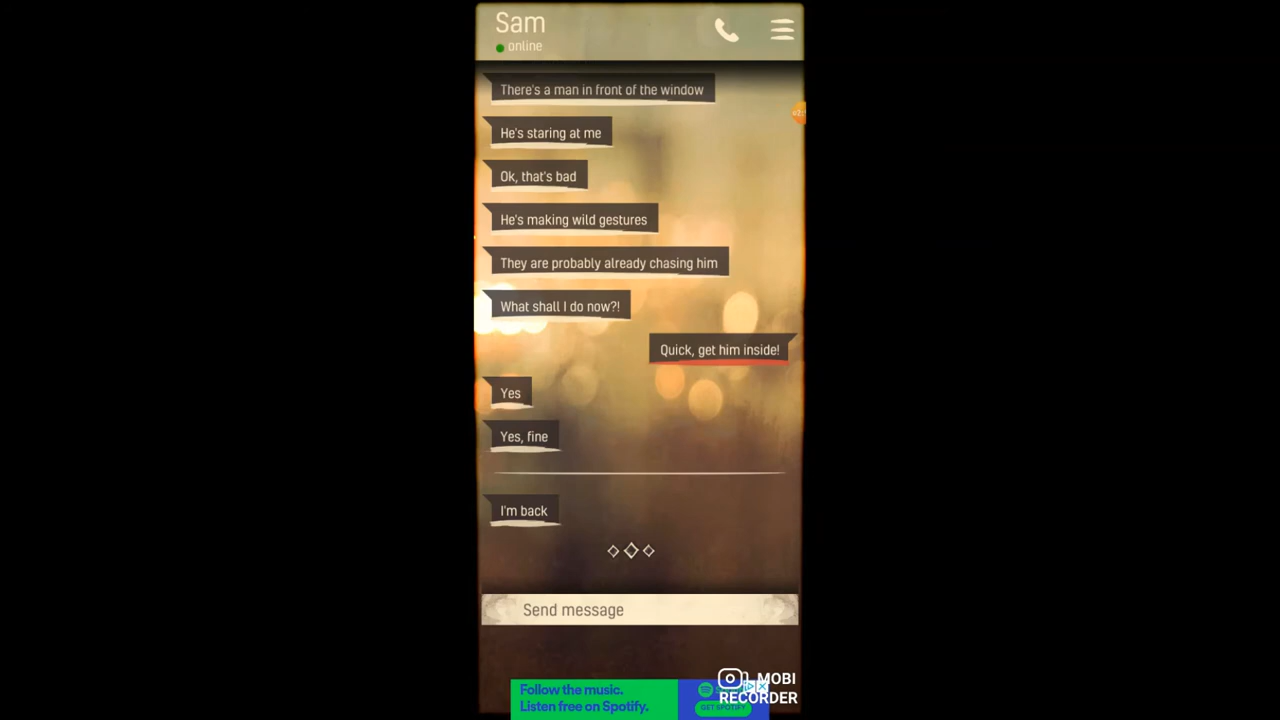 Sam
online
There's a man in front of the window
He's staring at me
Ok, that's bad
He's making wild gestures
They are probably already chasing him
What shall I do now?!
Quick, get him inside!
Yes
Yes, fine
I'm back
Send message
Follow the music.
Listen free on Spotify.
GET SPOTIFY
MOBI
RECORDER